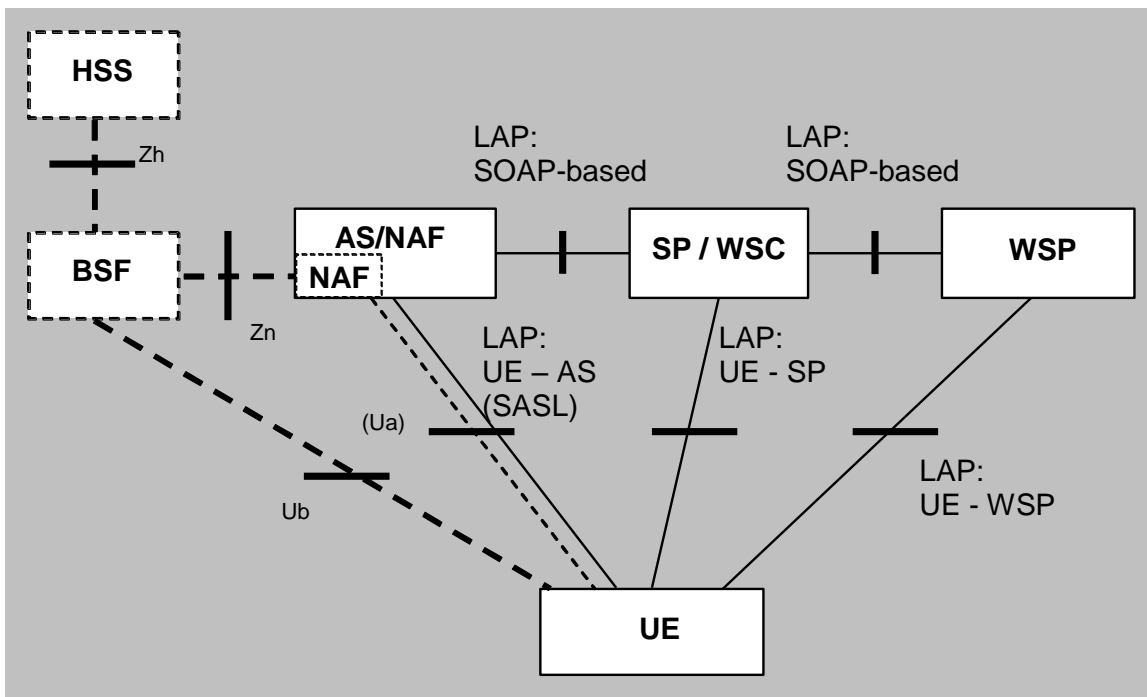 HSS
Zh
LAP:
SOAP-based
LAP:
SOAP-based
BSF
Zn
AS/NAF
NAF
SP / WSC
WSP
LAP:
UE – AS
(SASL)
LAP:
UE - SP
(Ua)
Ub
LAP:
UE - WSP
UE